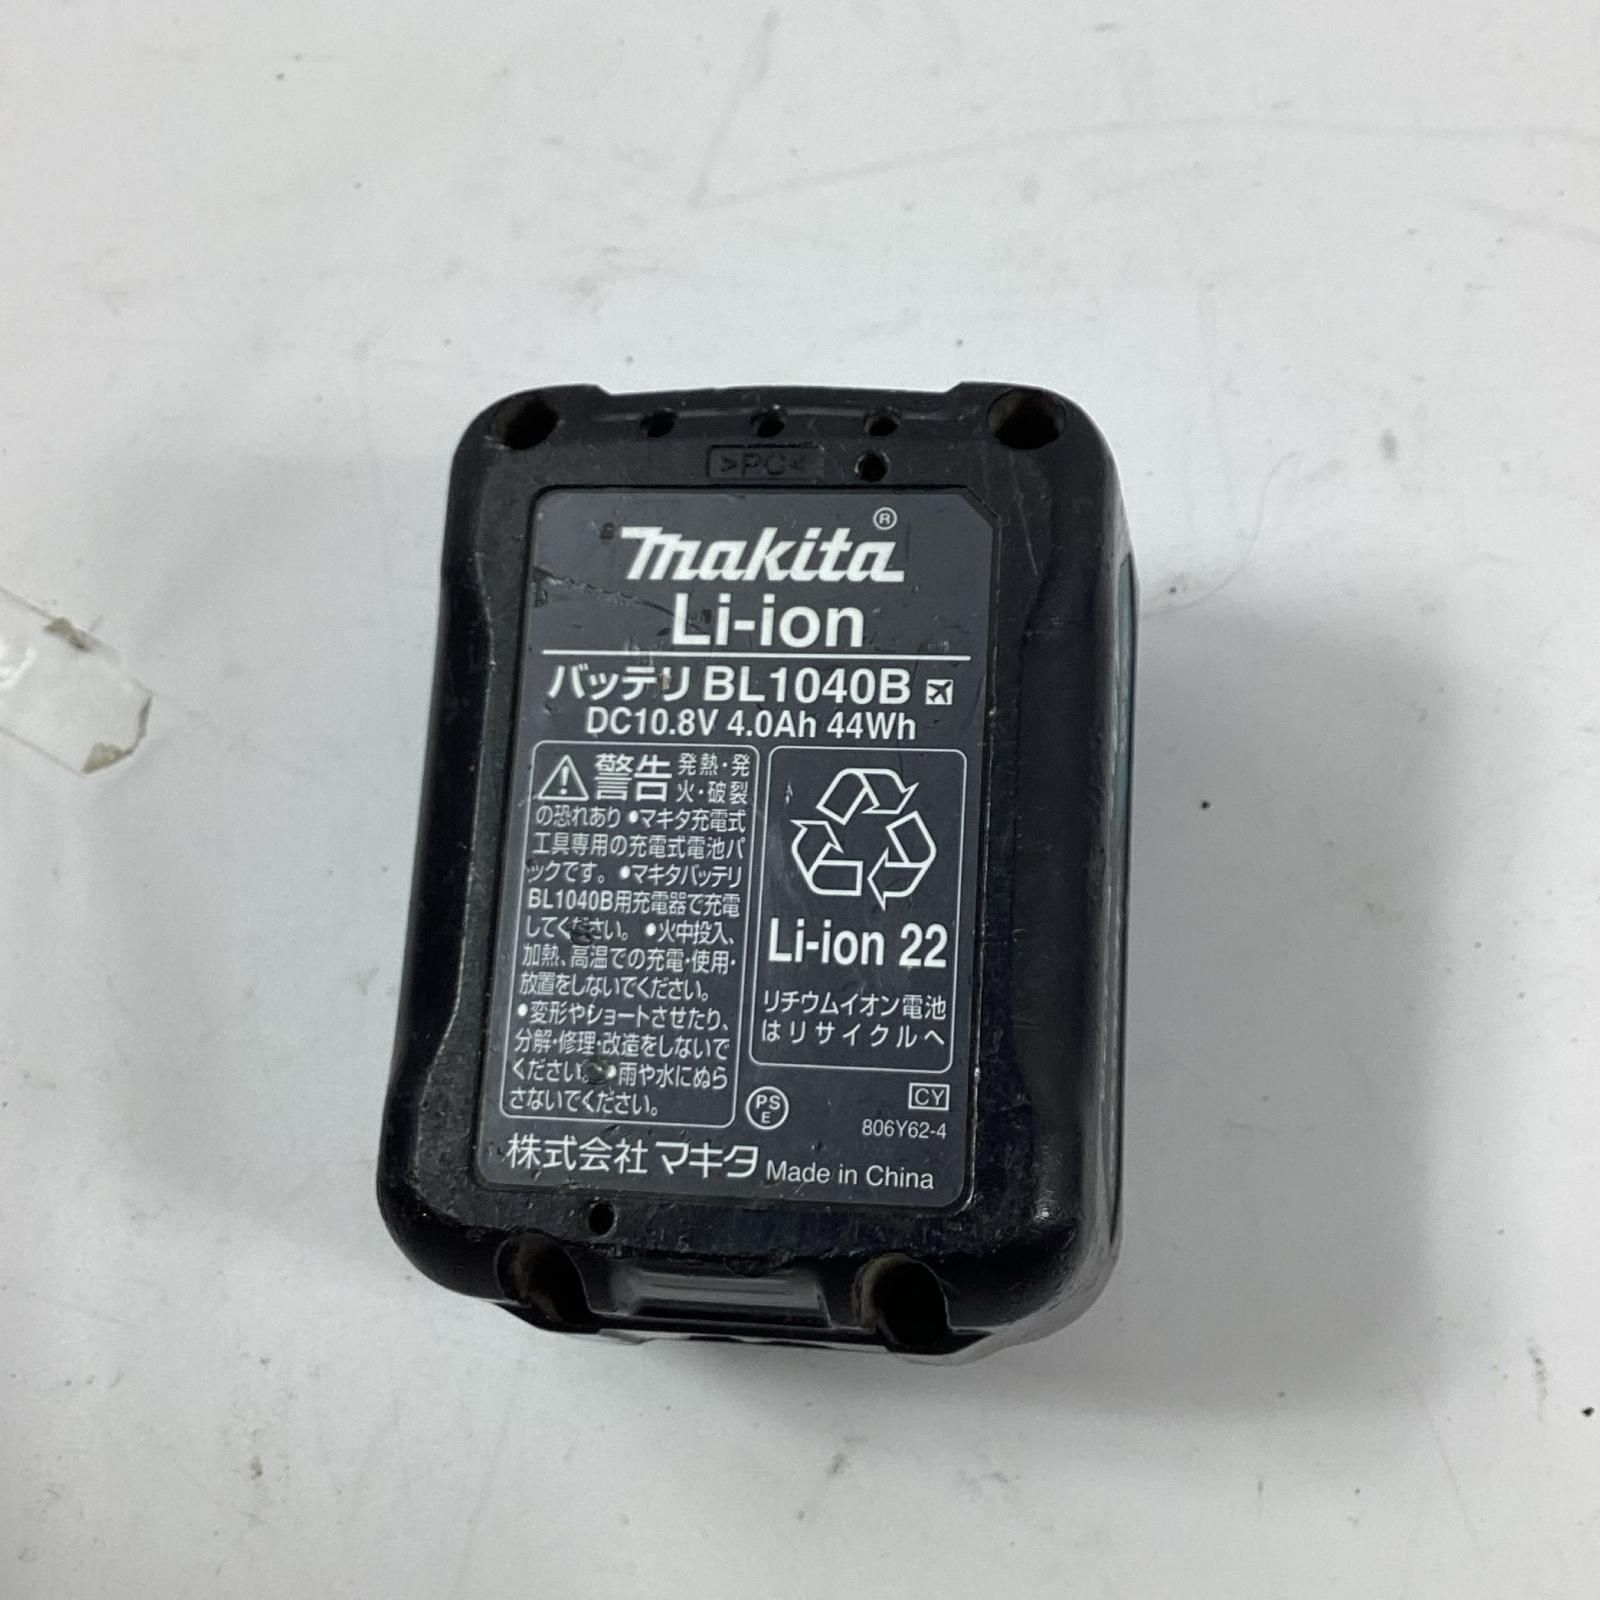 >PC<
makita®
Li-ion
バッテリ BL1040B
DC10.8V 4.0Ah 44Wh
警告 発熱・発
火・破裂
の恐れあり ●マキタ充電式
工具専用の充電式電池パ
ックです。 ●マキタバッテリ
BL1040B用充電器で充電
してください。 ●火中投入、
加熱、高温での充電・使用・
放置をしないでください。
●変形やショートさせたり、
分解・修理・改造をしないで
ください。 ●雨や水にぬら
さないでください。
Li-ion 22
リチウムイオン電池
はリサイクルへ
PS
E
CY
806Y62-4
株式会社 マキタ Made in China